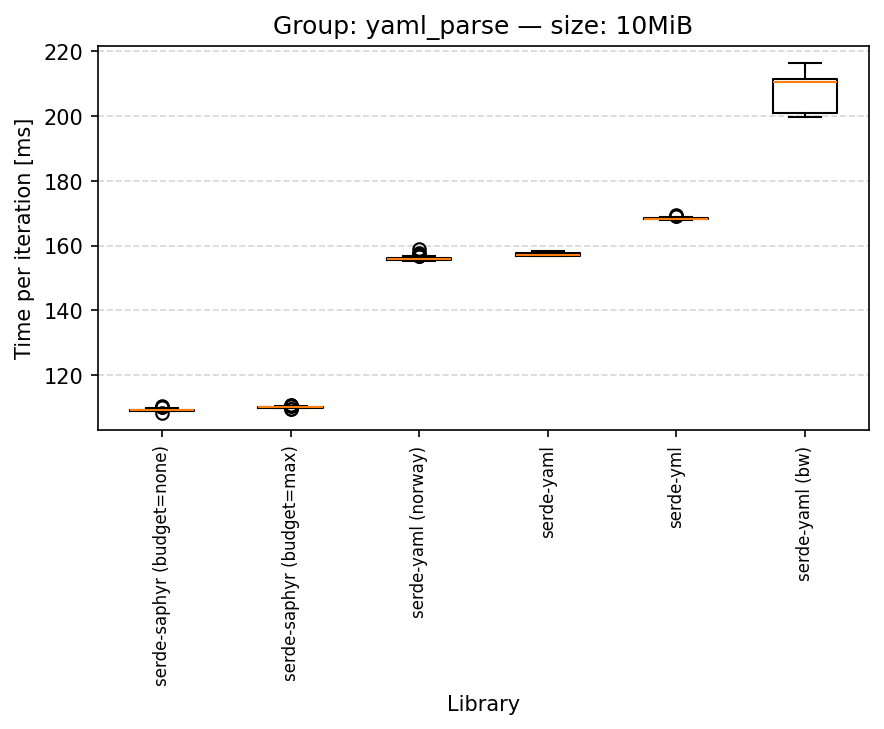 Group: yaml_parse — size: 10MiB
Time per iteration [ms]
220
200
180
160
140
120
serde-saphyr (budget=none)
serde-saphyr (budget=max)
serde-yaml (norway)
serde-yaml
serde-yml
serde-yaml (bw)
Library